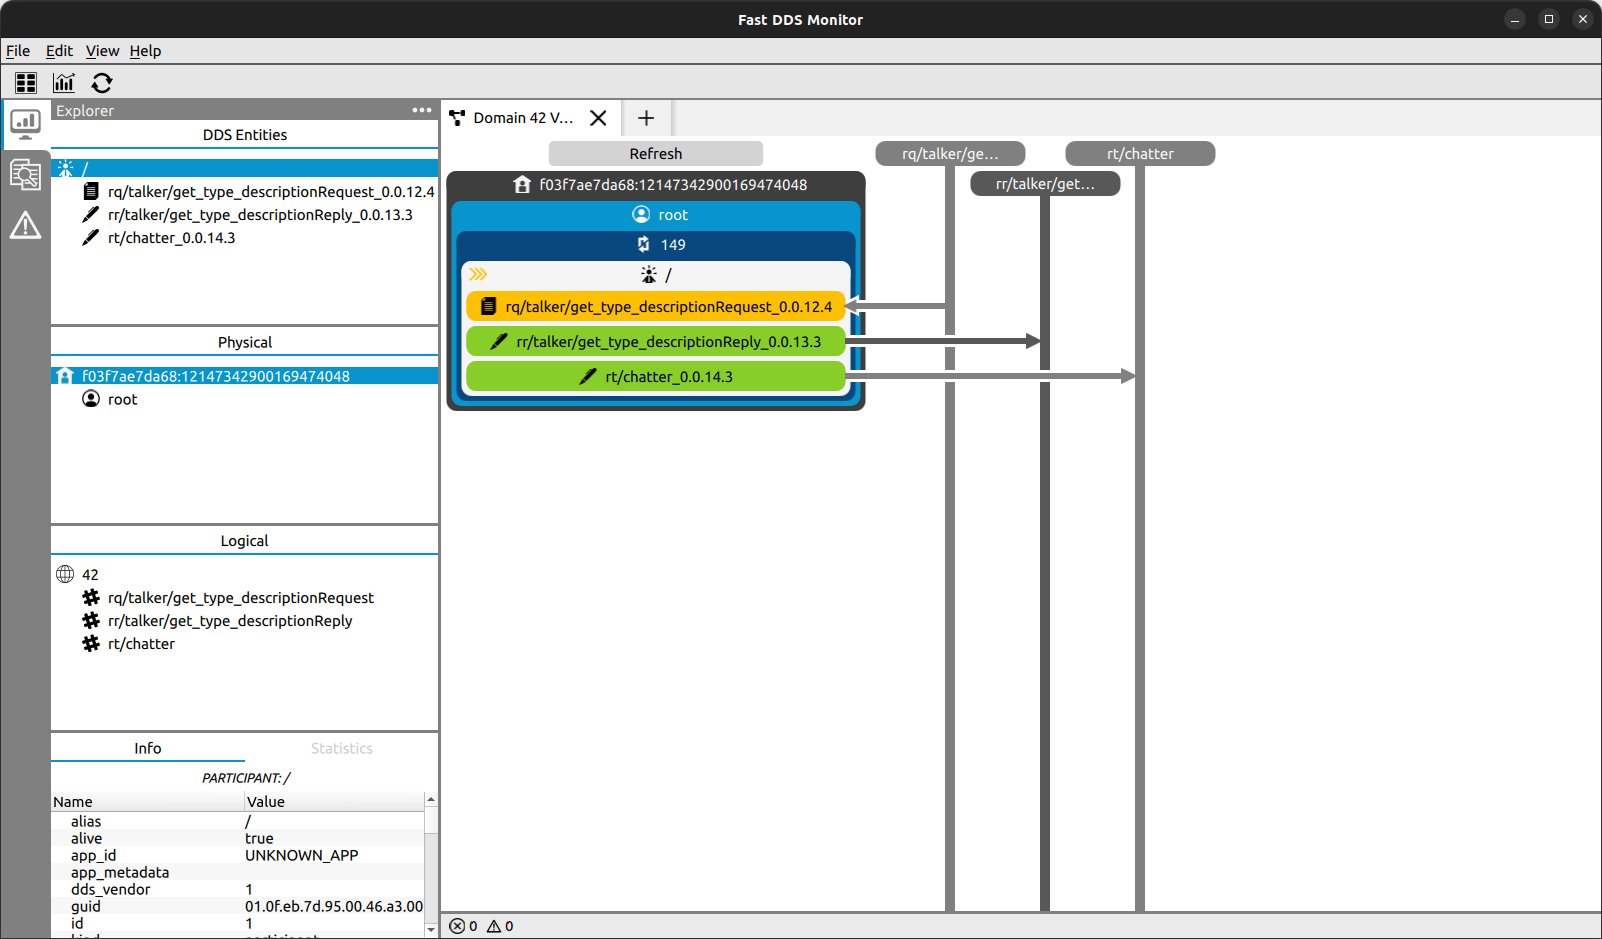 Fast DDS Monitor
File Edit View Help
Explorer
DDS Entities
/
rq/talker/get_type_descriptionRequest_0.0.12.4
rr/talker/get_type_descriptionReply_0.0.13.3
rt/chatter_0.0.14.3
Physical
f03f7ae7da68:12147342900169474048
root
Logical
42
rq/talker/get_type_descriptionRequest
rr/talker/get_type_descriptionReply
rt/chatter
Info Statistics
PARTICIPANT: /
Name Value
alias /
alive true
app_id UNKNOWN_APP
app_metadata
dds_vendor 1
guid 01.0f.eb.7d.95.00.46.a3.00
id 1
Domain 42 V...
Refresh
rq/talker/ge...
rt/chatter
rr/talker/get...
f03f7ae7da68:12147342900169474048
root
149
/
rq/talker/get_type_descriptionRequest_0.0.12.4
rr/talker/get_type_descriptionReply_0.0.13.3
rt/chatter_0.0.14.3
0 0